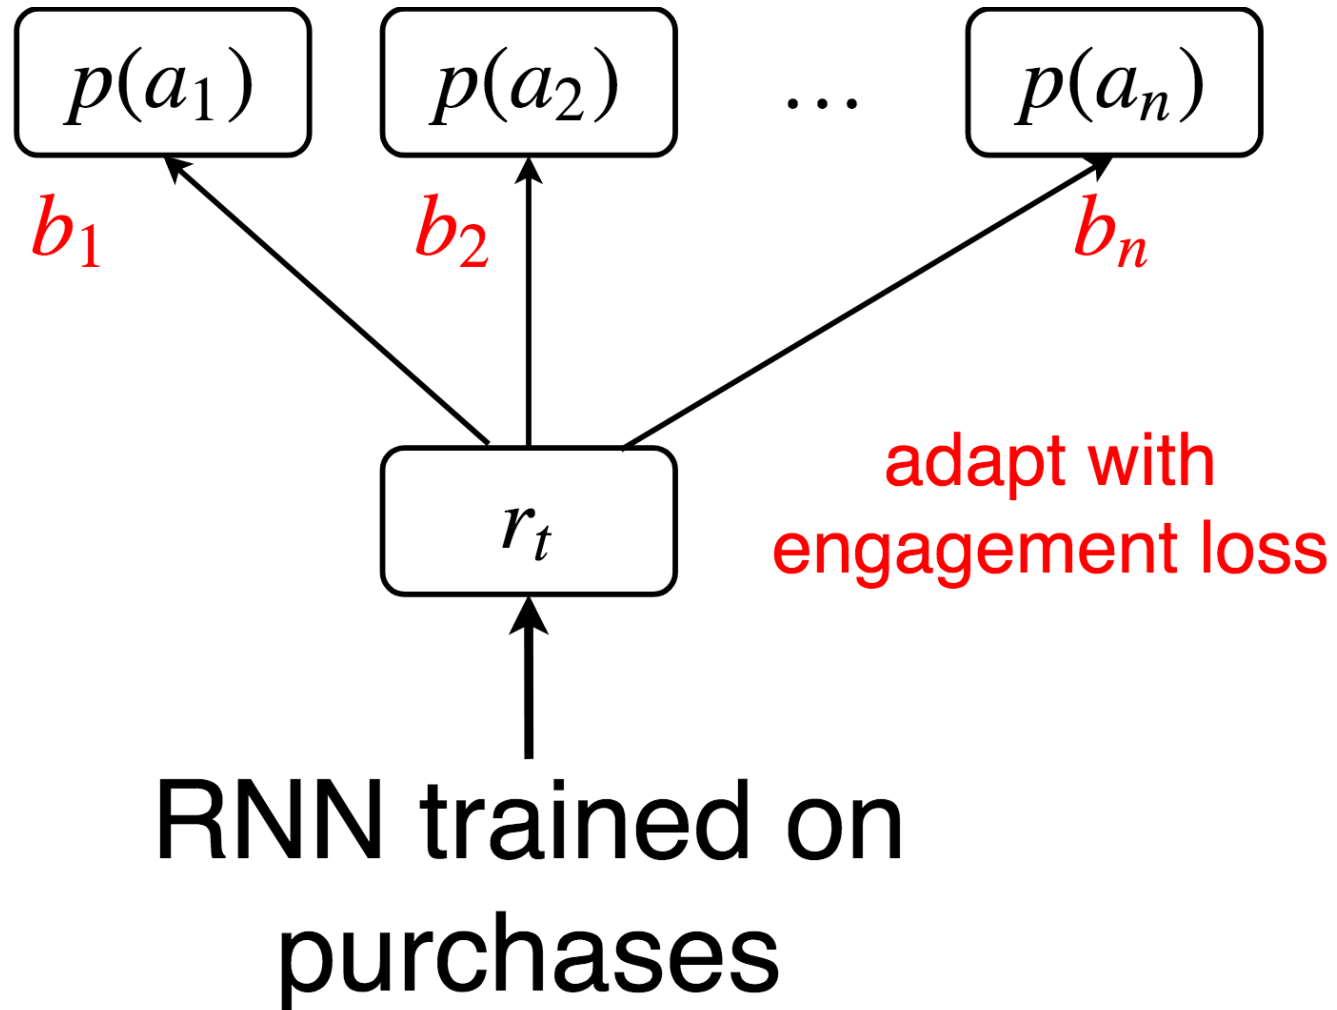 p(a₁) p(a₂) … p(aₙ)
b₁ b₂ bₙ
rₜ
adapt with
engagement loss
RNN trained on
purchases